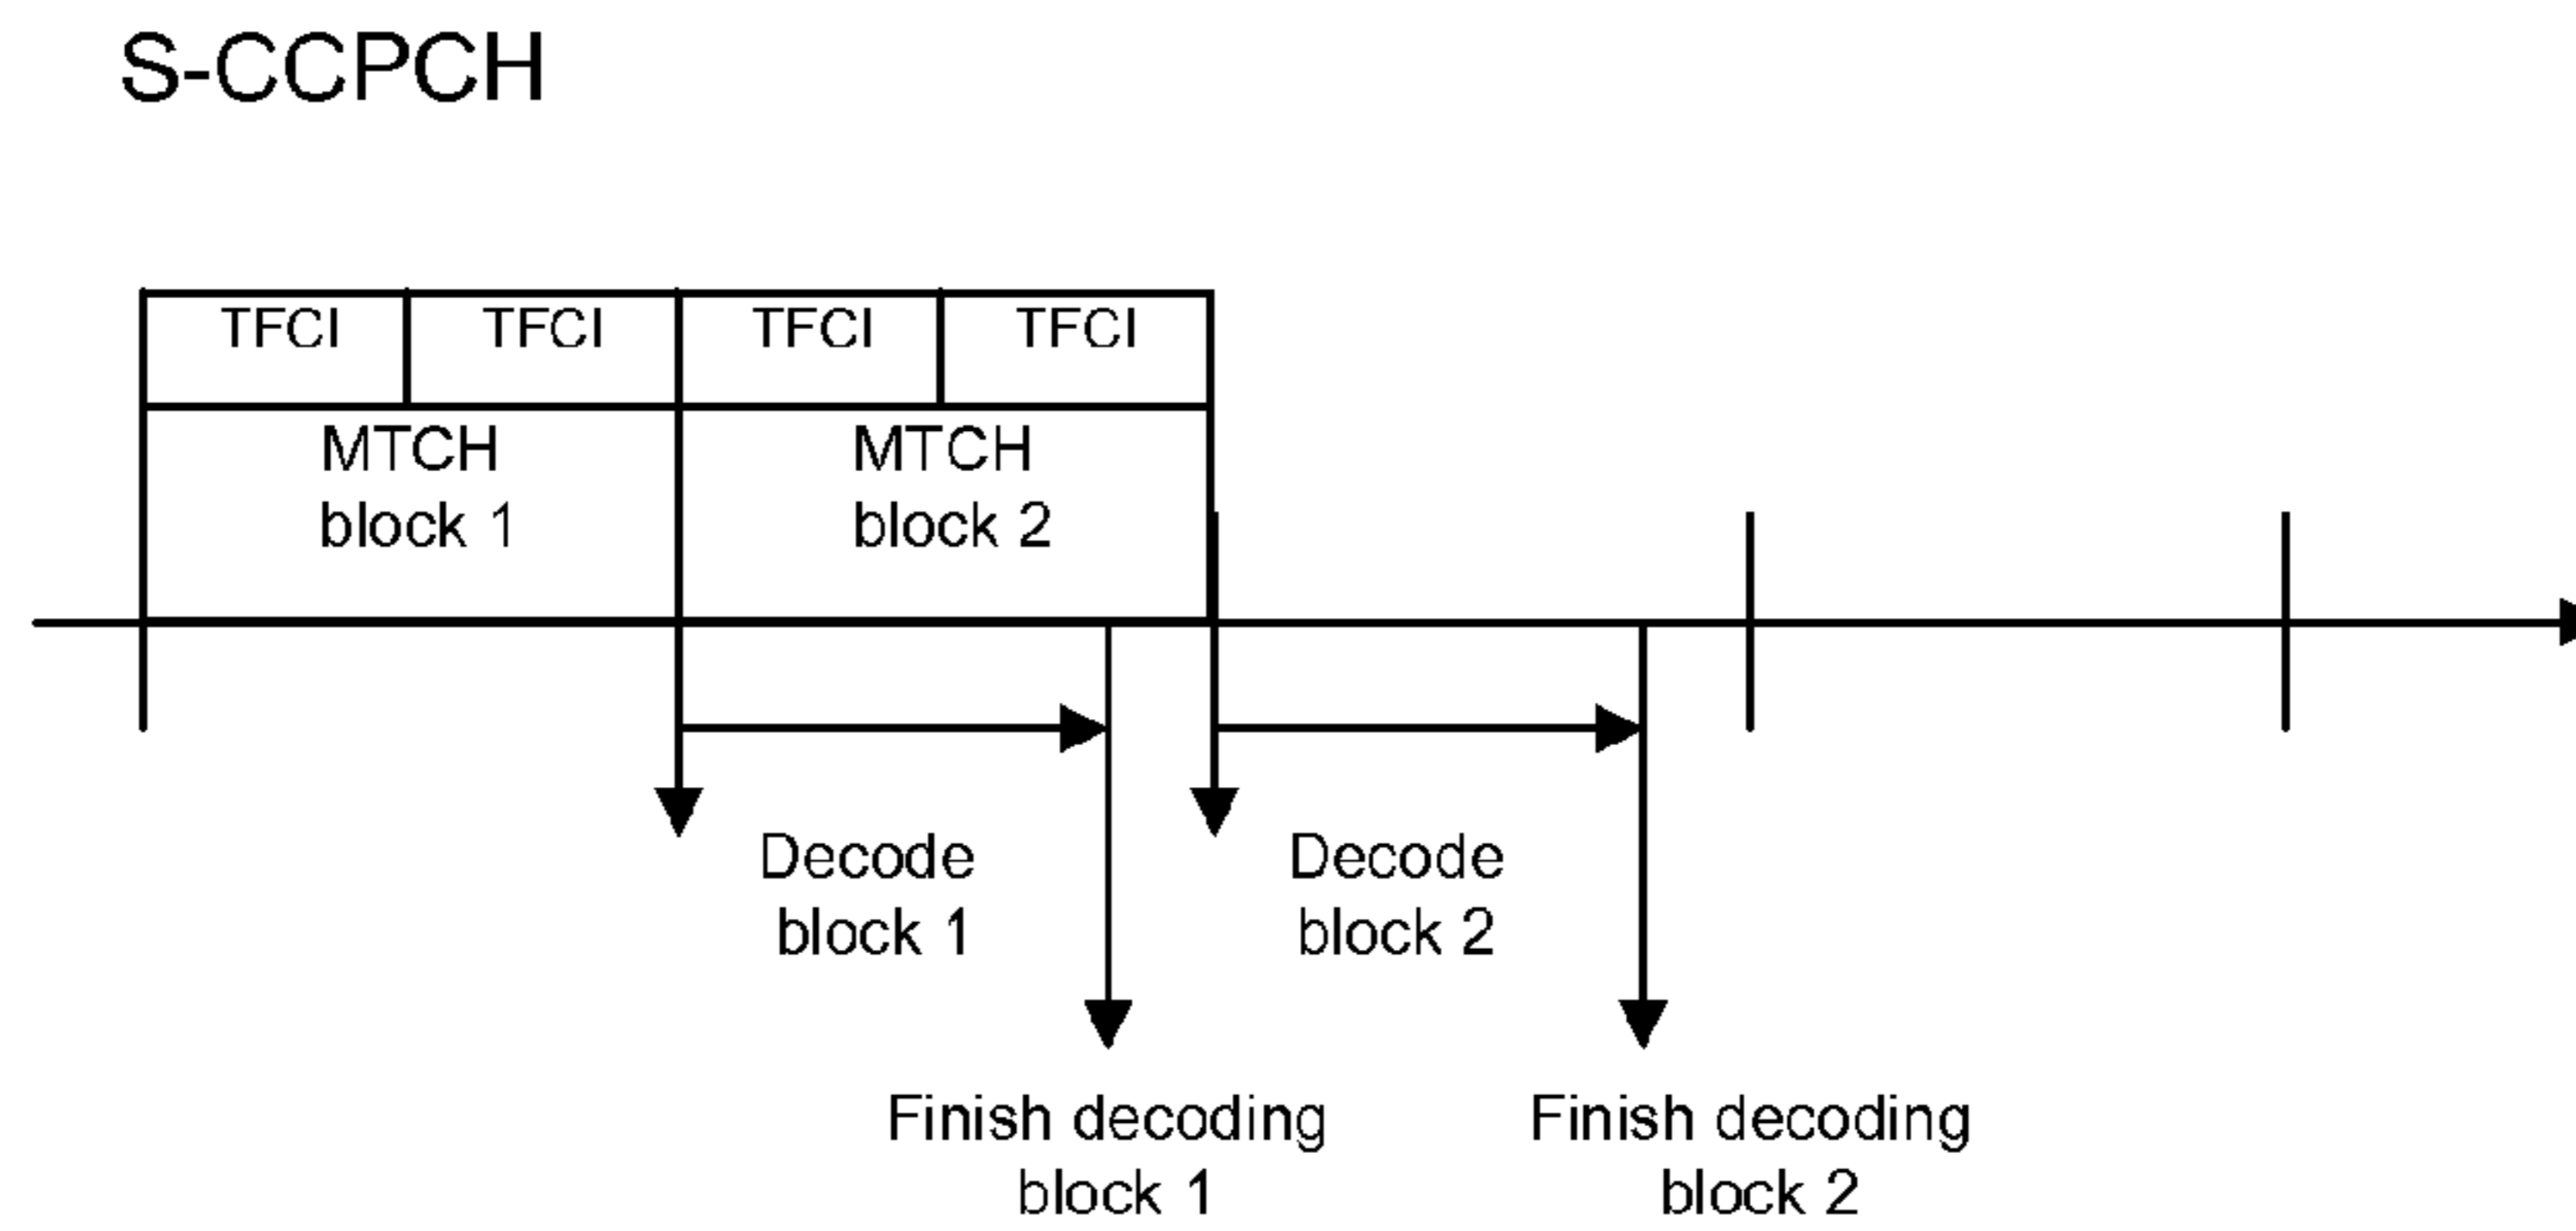 S-CCPCH
TFCI TFCI TFCI TFCI
MTCH
block 1
MTCH
block 2
Decode
block 1
Decode
block 2
Finish decoding
block 1
Finish decoding
block 2